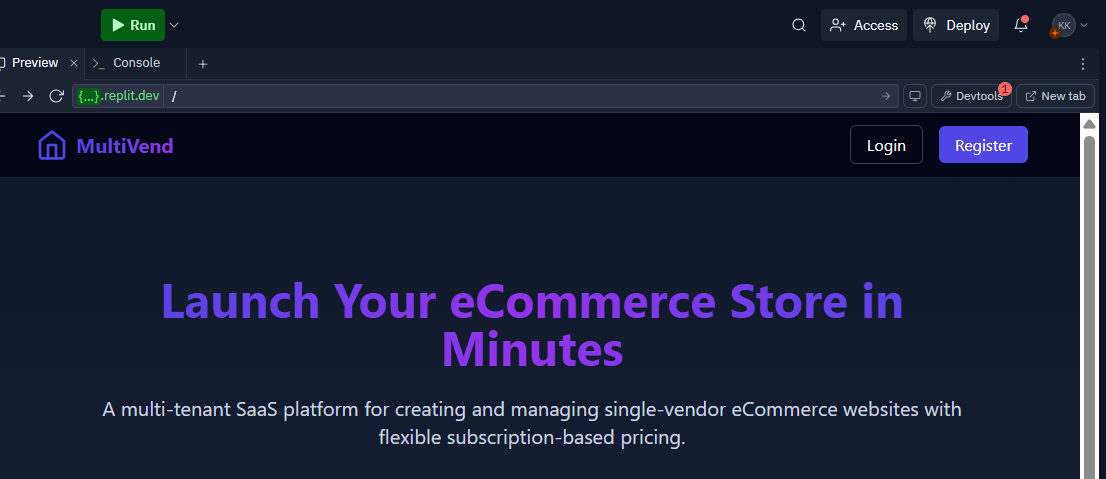 Run
Access
Deploy
KK
Preview
Console
{...}.replit.dev
/
Devtools
1
New tab
MultiVend
Login
Register
Launch Your eCommerce Store in
Minutes
A multi-tenant SaaS platform for creating and managing single-vendor eCommerce websites with
flexible subscription-based pricing.